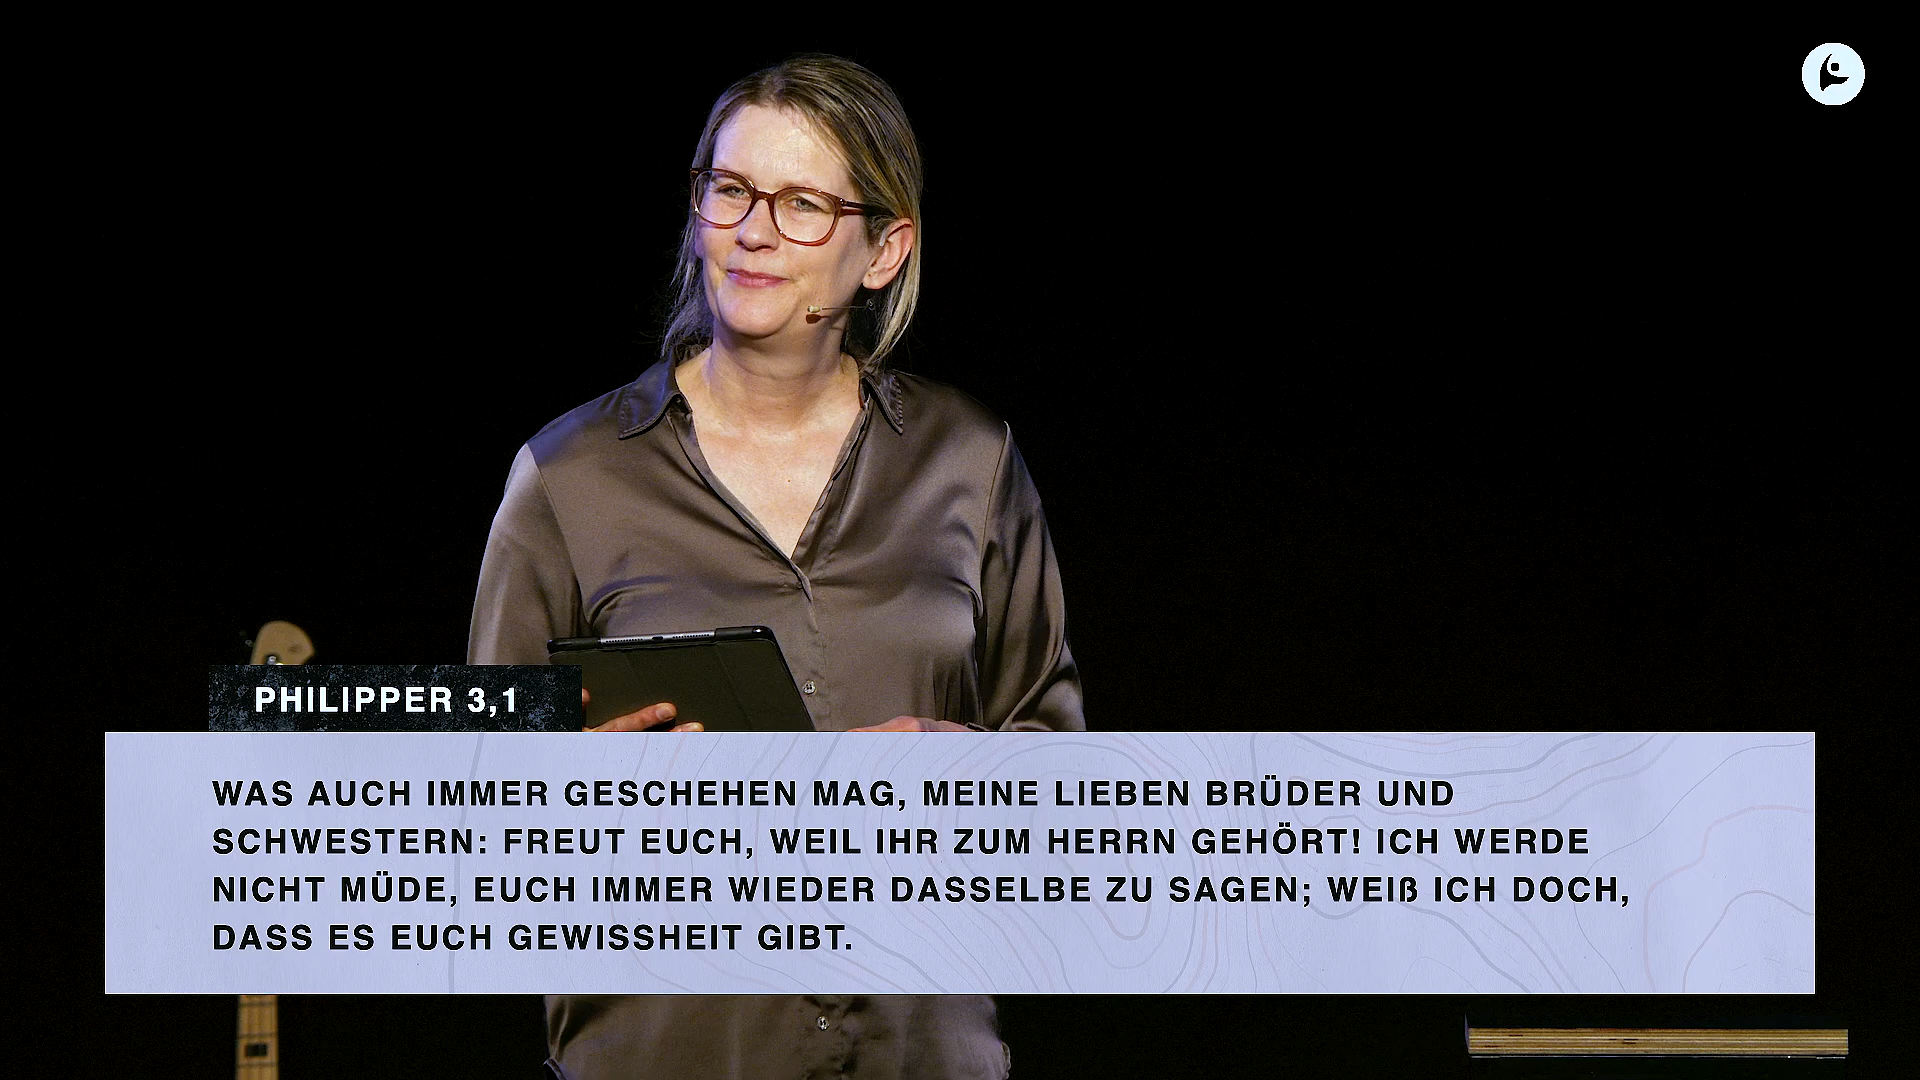 PHILIPPER 3,1
WAS AUCH IMMER GESCHEHEN MAG, MEINE LIEBEN BRÜDER UND
SCHWESTERN: FREUT EUCH, WEIL IHR ZUM HERRN GEHÖRT! ICH WERDE
NICHT MÜDE, EUCH IMMER WIEDER DASSELBE ZU SAGEN; WEIß ICH DOCH,
DASS ES EUCH GEWISSHEIT GIBT.